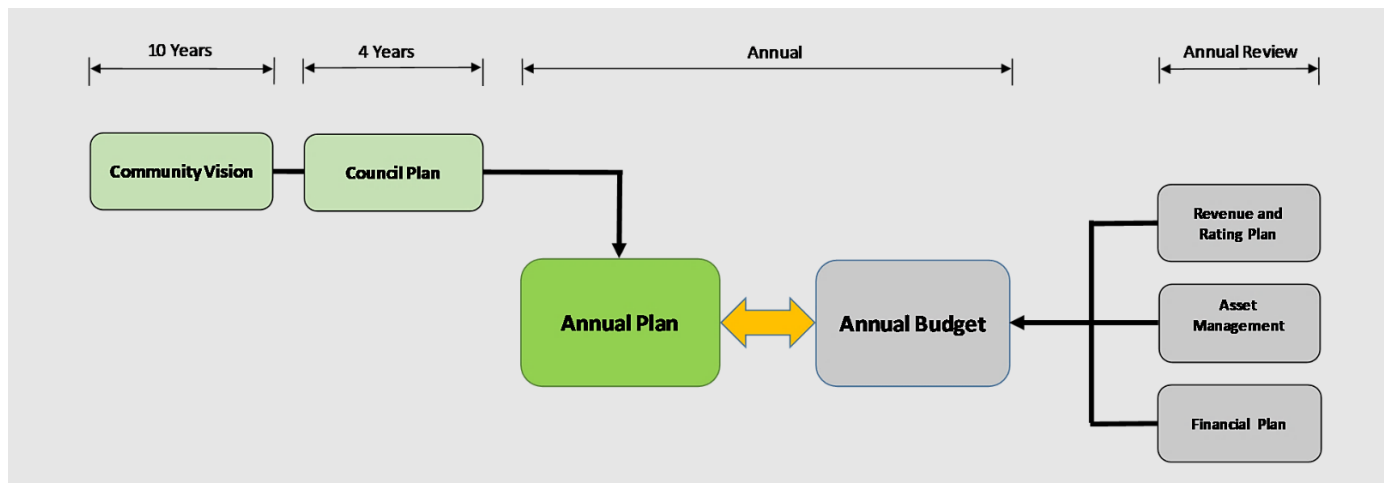 10 Years
4 Years
Annual
Annual Review
Community Vision
Council Plan
Revenue and
Rating Plan
Annual Plan
Annual Budget
Asset
Management
Financial Plan